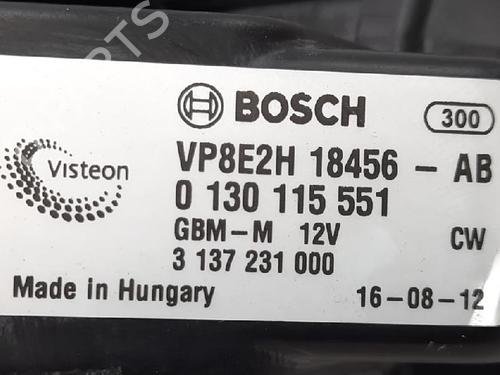 PARTS
BOSCH
300
Visteon
VP8E2H 18456 - AB
0 130 115 551
GBM-M 12V
CW
3 137 231 000
Made in Hungary
16-08-12